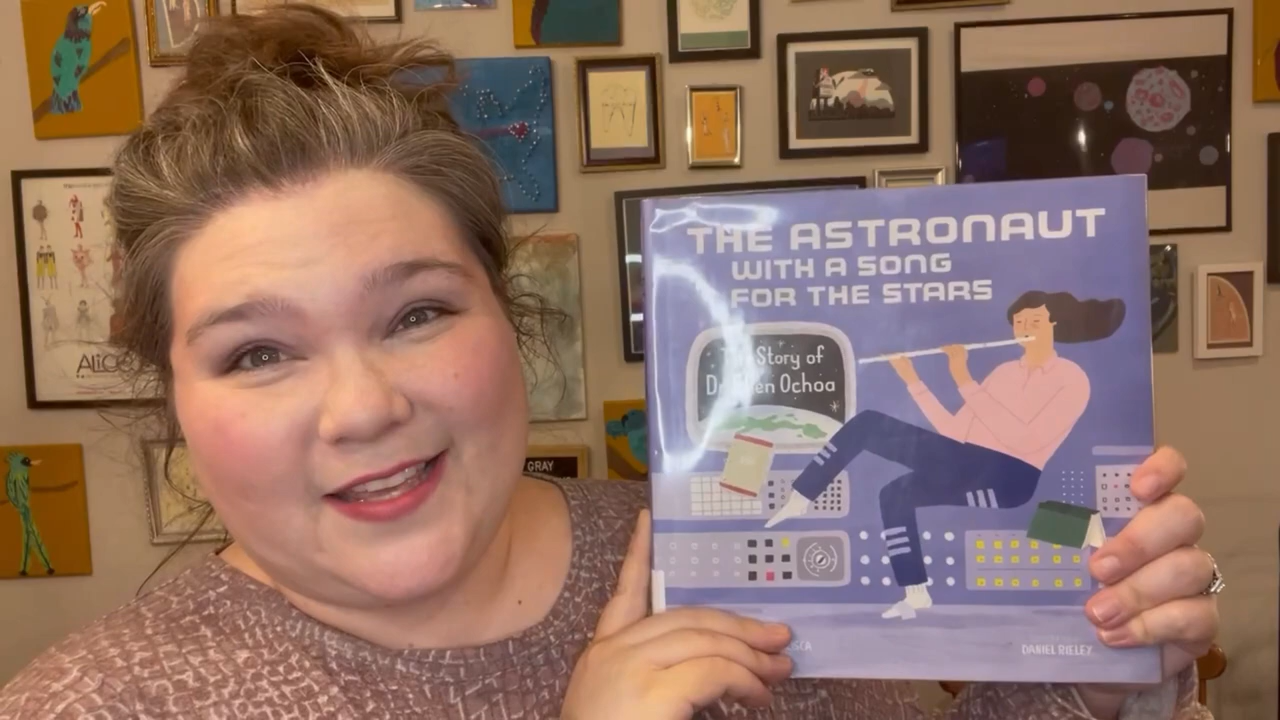 THE ASTRONAUT
WITH A SONG
FOR THE STARS
Story of
Ochoa
DANIEL RIELEY
ALICE
GRAY